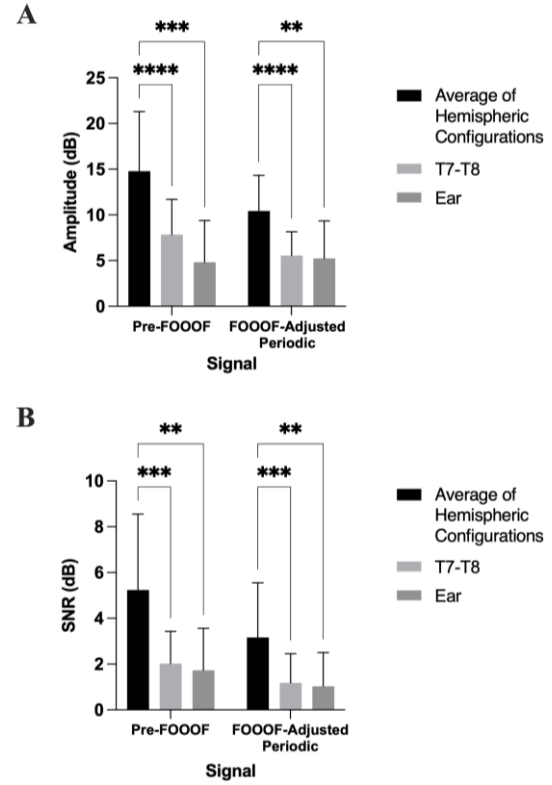 A
***
**
****
****
25
20
15
10
5
0
Amplitude (dB)
Pre-FOOOF
FOOOF-Adjusted
Periodic
Signal
Average of
Hemispheric
Configurations
T7-T8
Ear
B
**
**
***
***
10
8
6
4
2
0
SNR (dB)
Pre-FOOOF
FOOOF-Adjusted
Periodic
Signal
Average of
Hemispheric
Configurations
T7-T8
Ear